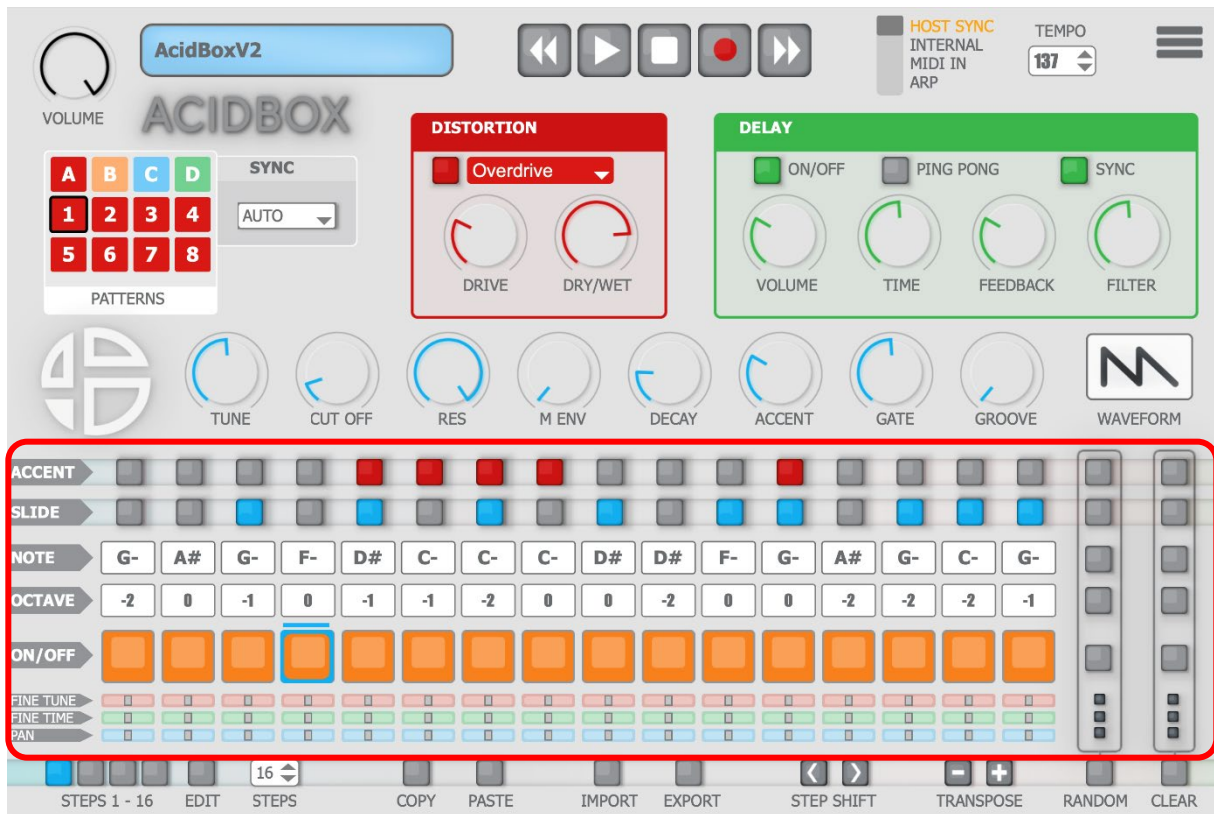 AcidBoxV2
HOST SYNC
INTERNAL
MIDI IN
ARP
TEMPO
137
VOLUME
ACIDBOX
A B C D
1 2 3 4
5 6 7 8
PATTERNS
SYNC
AUTO
DISTORTION
Overdrive
DRIVE DRY/WET
DELAY
ON/OFF PING PONG SYNC
VOLUME TIME FEEDBACK FILTER
TUNE CUT OFF RES M ENV DECAY ACCENT GATE GROOVE WAVEFORM
ACCENT
SLIDE
NOTE G- A# G- F- D# C- C- C- D# D# F- G- A# G- C- G-
OCTAVE -2 0 -1 0 -1 -1 -2 0 0 -2 0 0 -2 -2 -2 -1
ON/OFF
FINE TUNE
FINE TIME
PAN
16
STEPS 1 - 16 EDIT STEPS COPY PASTE IMPORT EXPORT STEP SHIFT TRANSPOSE RANDOM CLEAR